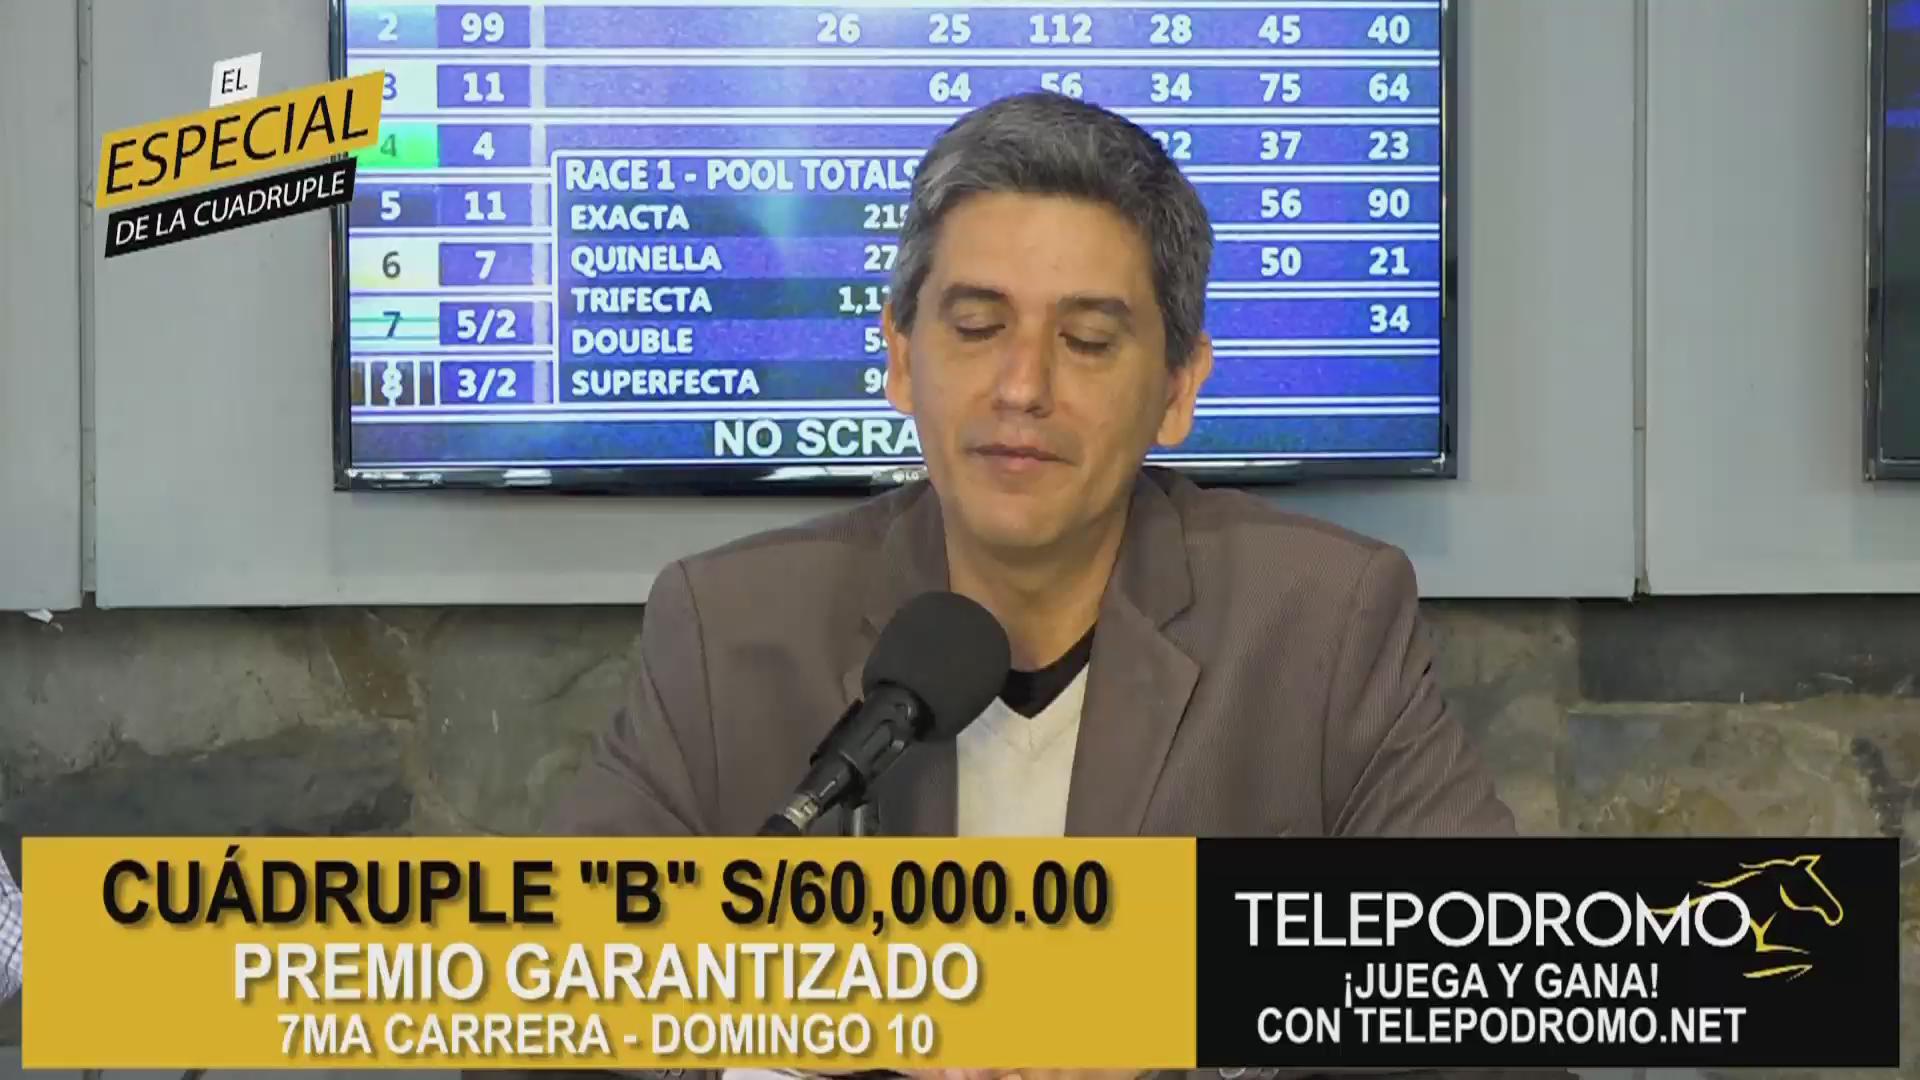 2 99 26 25 112 28 45 40
3 11 64 56 34 75 64
4 4 37 23
5 11 56 90
6 7 50 21
7 5/2 34
8 3/2
RACE 1 - POOL TOTALS
EXACTA
QUINELLA
TRIFECTA
DOUBLE
SUPERFECTA
NO SCRA
LG
EL
ESPECIAL
DE LA CUADRUPLE
CUÁDRUPLE "B" S/60,000.00
PREMIO GARANTIZADO
7MA CARRERA - DOMINGO 10
TELEPODROMO
¡JUEGA Y GANA!
CON TELEPODROMO.NET